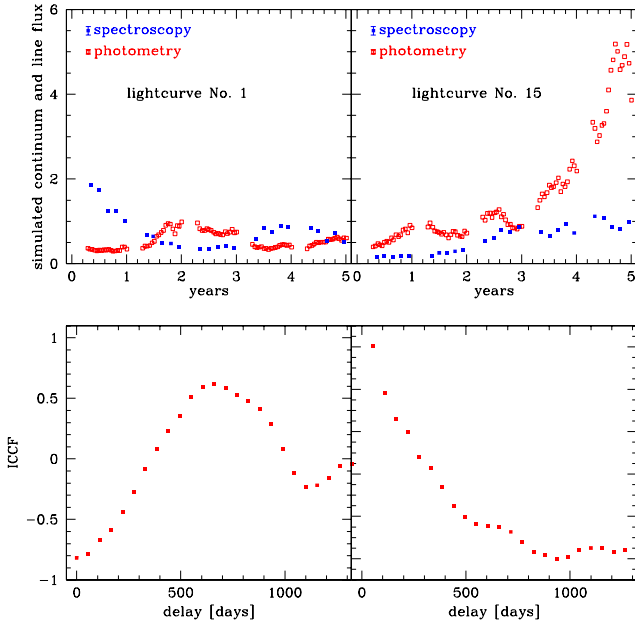 simulated continuum and line flux
6
4
2
0
spectroscopy
photometry
lightcurve No. 1
0 1 2 3 4 5
years
spectroscopy
photometry
lightcurve No. 15
1 2 3 4 5
years
ICCF
1
0.5
0
−0.5
−1
0 500 1000
delay [days]
0 500 1000
delay [days]